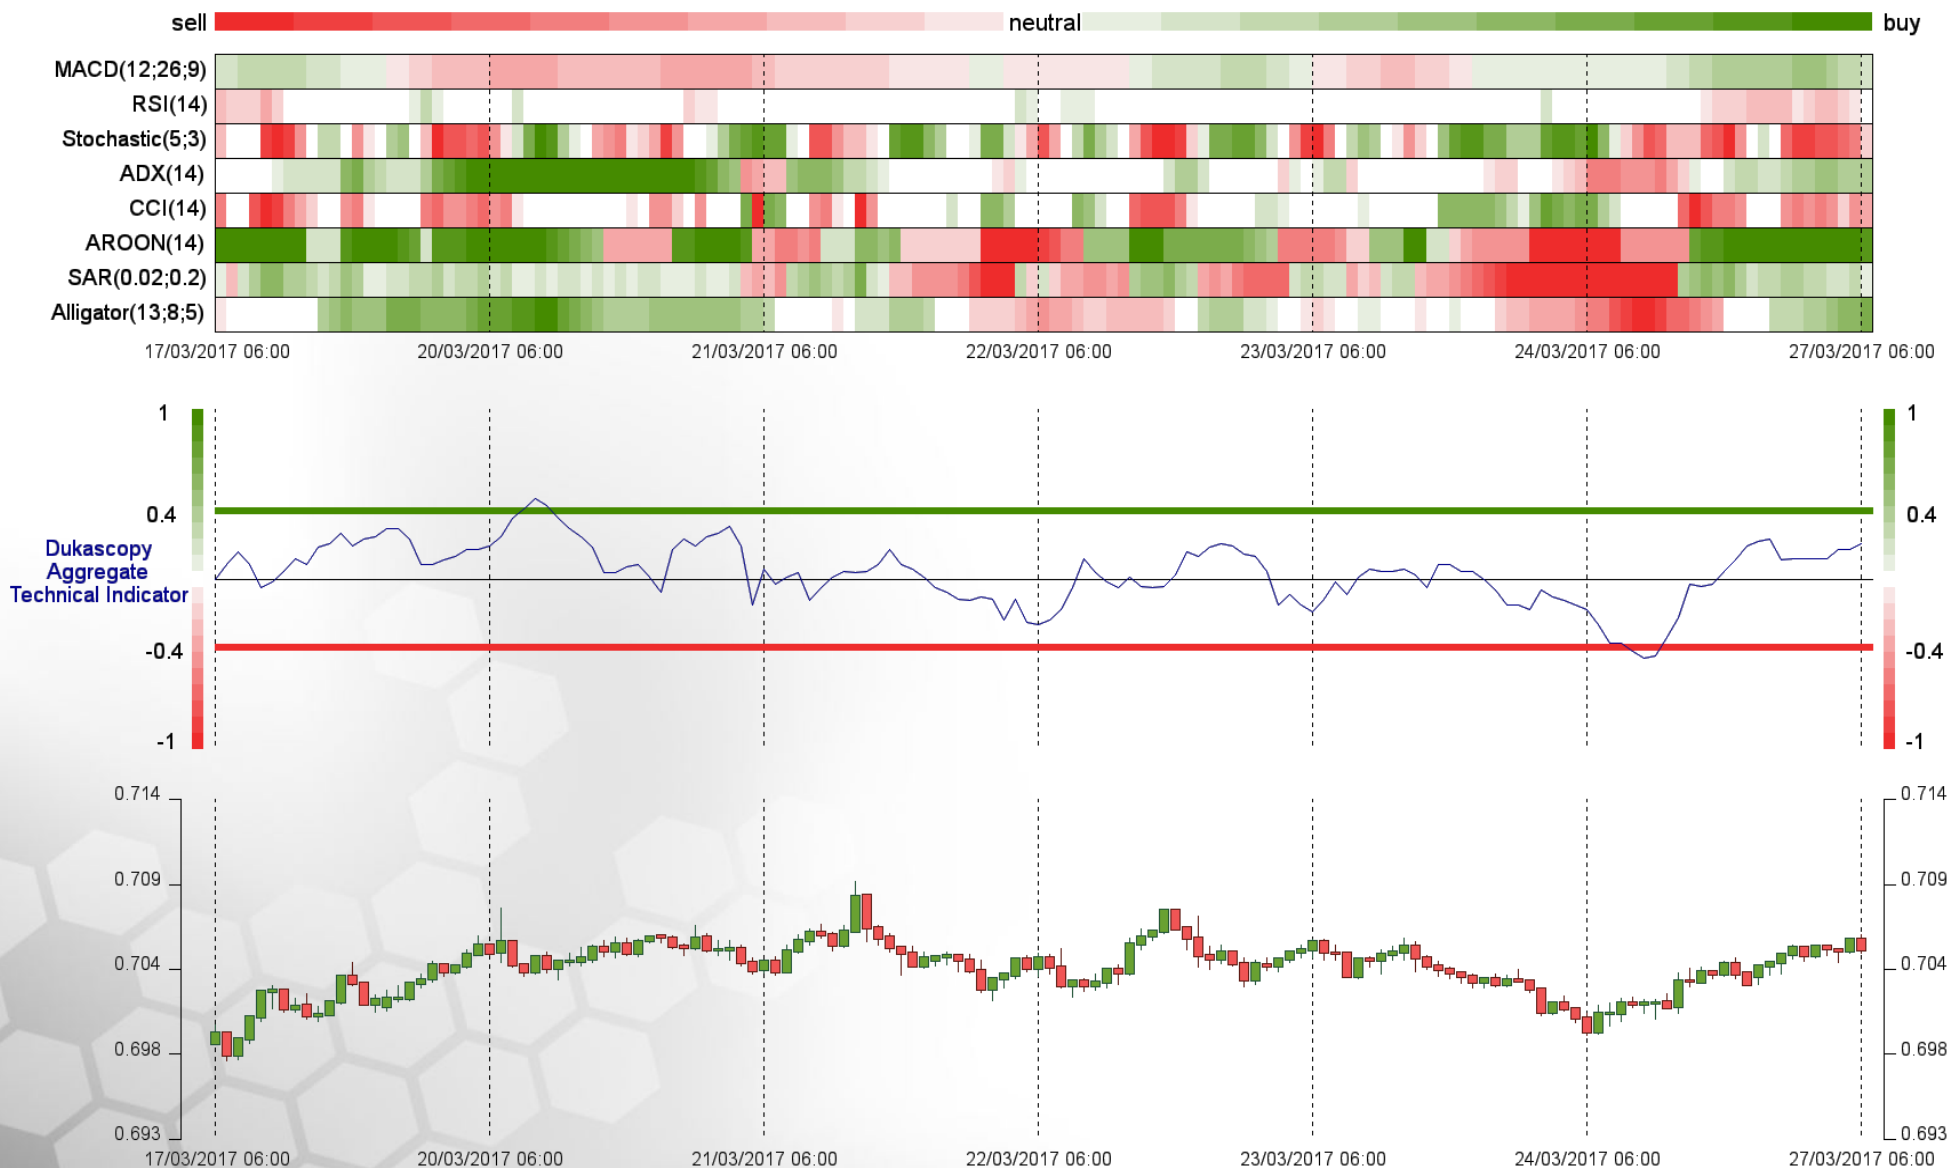 sell neutral buy
MACD(12;26;9)
RSI(14)
Stochastic(5;3)
ADX(14)
CCI(14)
AROON(14)
SAR(0.02;0.2)
Alligator(13;8;5)
17/03/2017 06:00 20/03/2017 06:00 21/03/2017 06:00 22/03/2017 06:00 23/03/2017 06:00 24/03/2017 06:00 27/03/2017 06:00
1 1
0.4 0.4
Dukascopy
Aggregate
Technical Indicator
-0.4 -0.4
-1 -1
0.714 0.714
0.709 0.709
0.704 0.704
0.698 0.698
0.693 0.693
17/03/2017 06:00 20/03/2017 06:00 21/03/2017 06:00 22/03/2017 06:00 23/03/2017 06:00 24/03/2017 06:00 27/03/2017 06:00